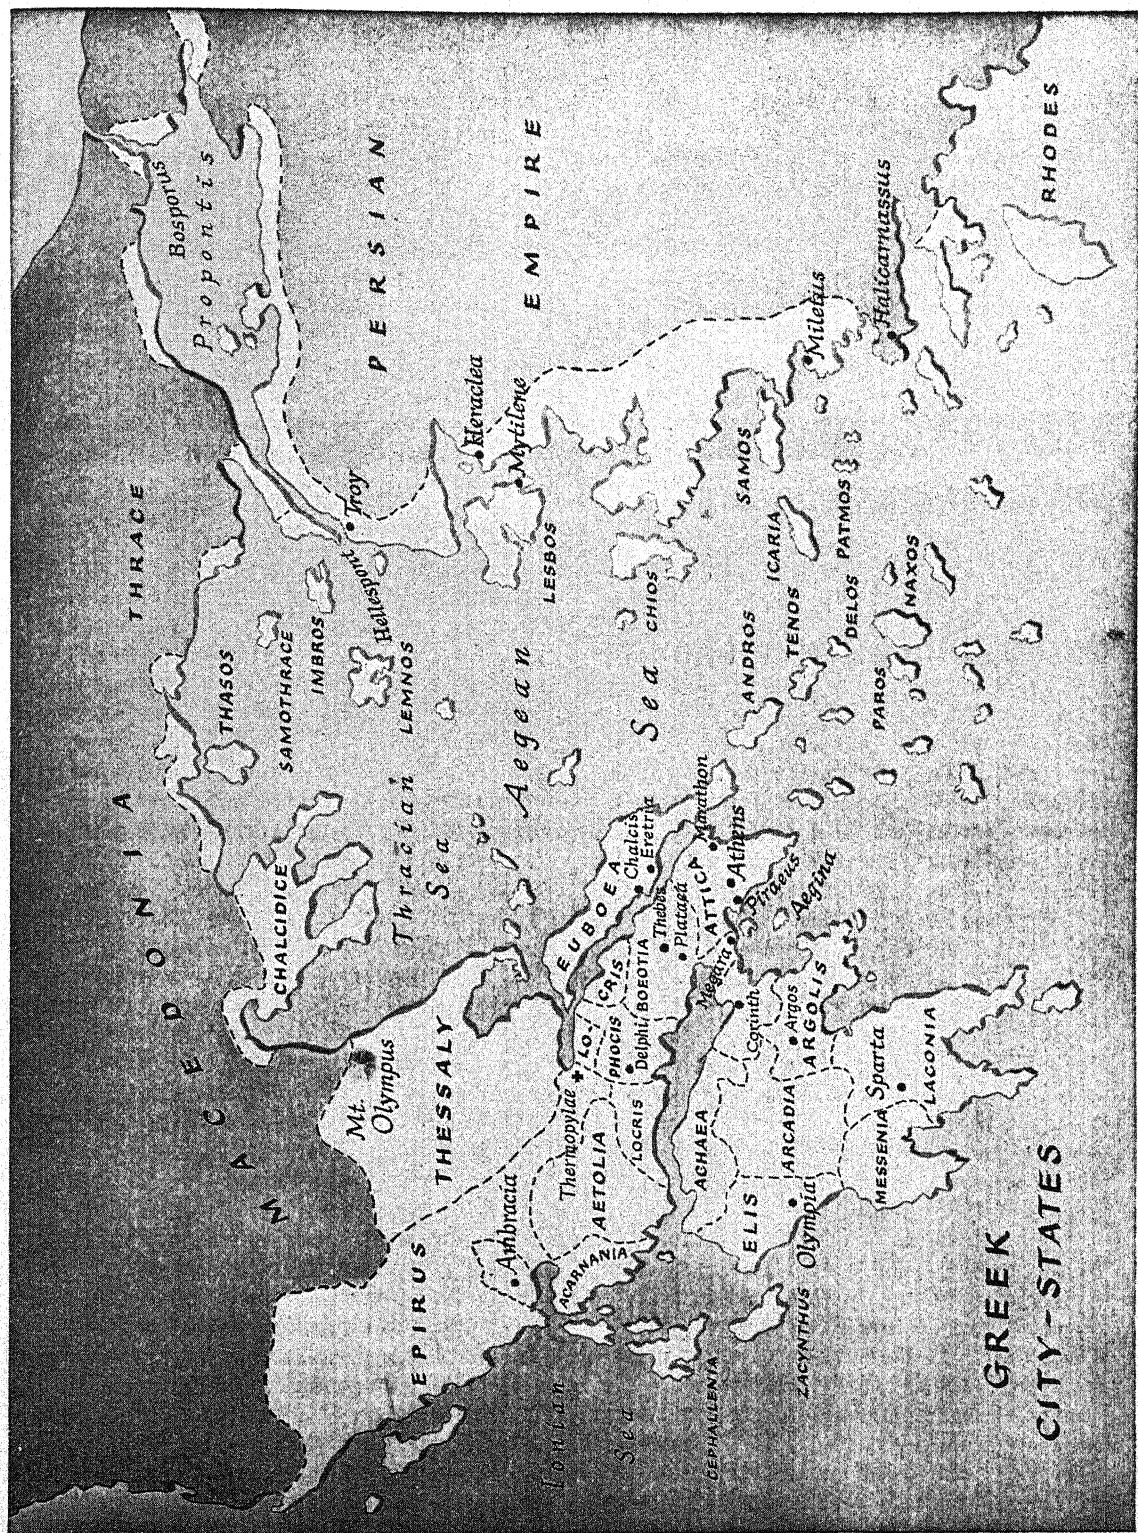 MACEDONIA
THRACE
Bosporus
Propontis
PERSIAN
EMPIRE
CHALCIDICE
THASOS
SAMOTHRACE
IMBROS
Hellespont
Troy
LEMNOS
Thracian
Sea
Mt.
Olympus
THESSALY
EPIRUS
Ambracia
Aegean
Sea
Heraclea
Mytilene
LESBOS
CHIOS
Thermopylae
AETOLIA
ACARNANIA
LOCRIS
LO
CRIS
PHOCIS
Delphi
BOEOTIA
EUBOEA
Chalcis
Eretria
Thebes
Plataea
ATTICA
Marathon
Athens
Piraeus
Aegina
Megara
Corinth
Argos
ARGOLIS
ACHAEA
ARCADIA
ELIS
Olympia
MESSENIA
Sparta
LACONIA
Ionian
Sea
CEPHALLENIA
ZACYNTHUS
ANDROS
TENOS
ICARIA
SAMOS
DELOS
PATMOS
PAROS
NAXOS
Miletus
Halicarnassus
RHODES
GREEK
CITY-STATES